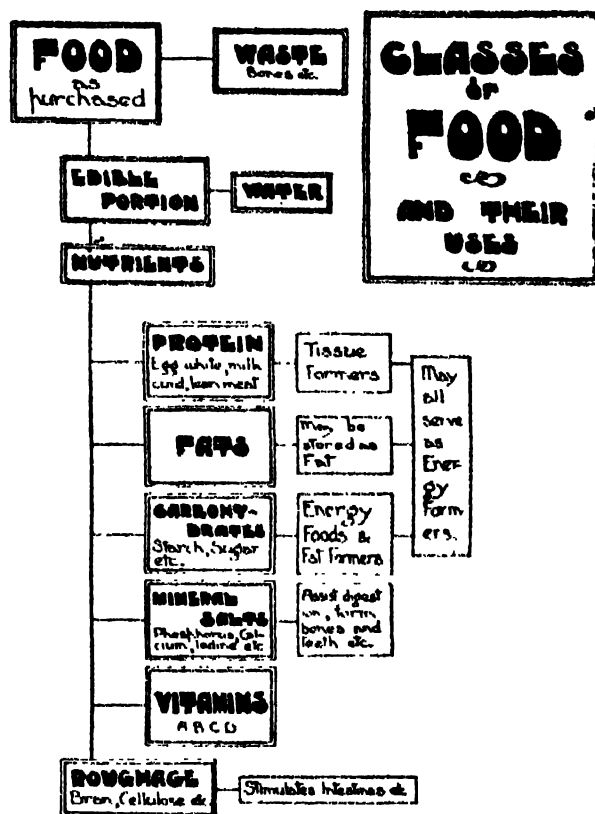 FOOD
as
purchased
WASTE
Bones etc.
CLASSES
OF
FOOD
AND THEIR
USES
EDIBLE
PORTION
WATER
NUTRIENTS
PROTEIN
Egg white, milk
curd, lean meat
Tissue
Formers
May
all
serve
as
Ener-
gy
Form-
ers.
FATS
May be
stored as
Fat
CARBOHY-
DRATES
Starch, Sugar
etc.
Energy
Foods &
Fat Formers
MINERAL
SALTS
Phosphorus, Cal-
cium, Iodine etc
Assist digest
ion, form
bones and
teeth etc.
VITAMINS
A B C D
ROUGHAGE
Bran, Cellulose etc
Stimulates Intestines etc